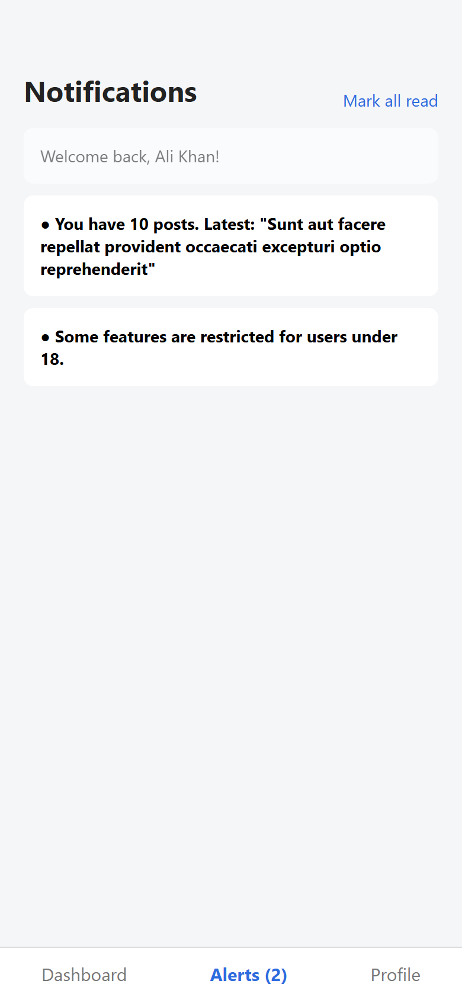 Notifications
Mark all read
Welcome back, Ali Khan!
● You have 10 posts. Latest: "Sunt aut facere
repellat provident occaecati excepturi optio
reprehenderit"
● Some features are restricted for users under
18.
Dashboard
Alerts (2)
Profile